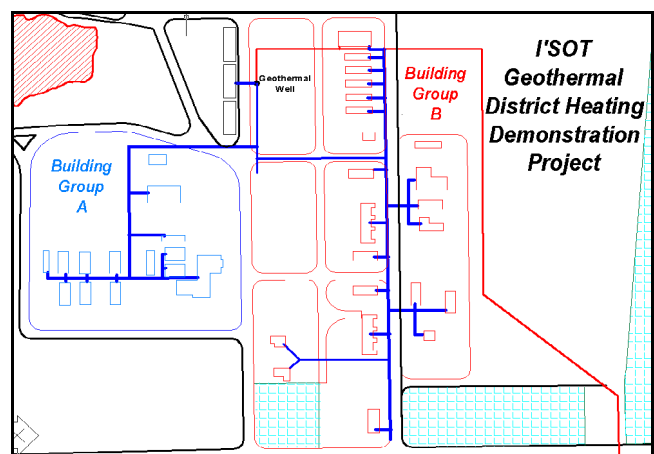 I'SOT
Geothermal
District Heating
Demonstration
Project
Geothermal
Well
Building
Group
B
Building
Group
A